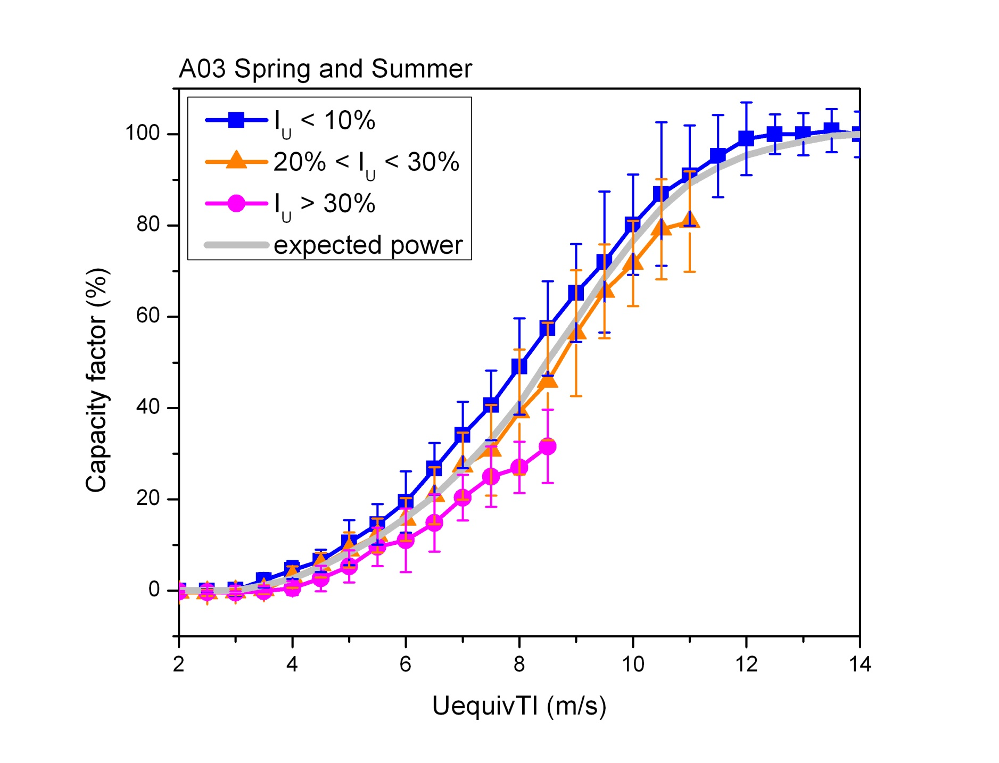 A03 Spring and Summer
I_U < 10%
20% < I_U < 30%
I_U > 30%
expected power
100
80
60
40
20
0
Capacity factor (%)
2 4 6 8 10 12 14
UequivTI (m/s)